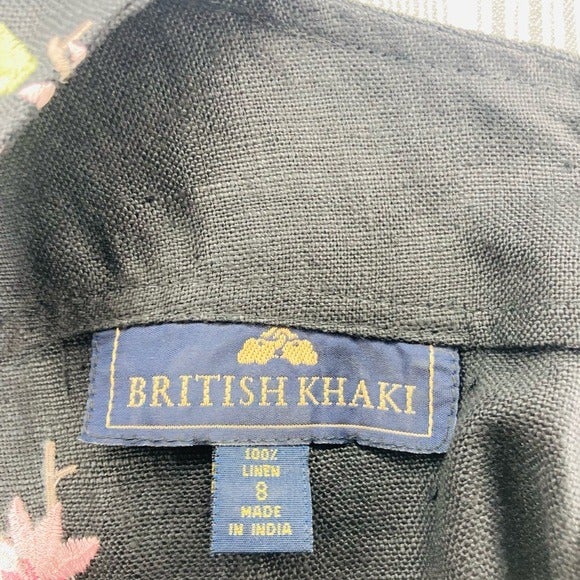 BRITISH KHAKI
100%
LINEN
8
MADE
IN INDIA